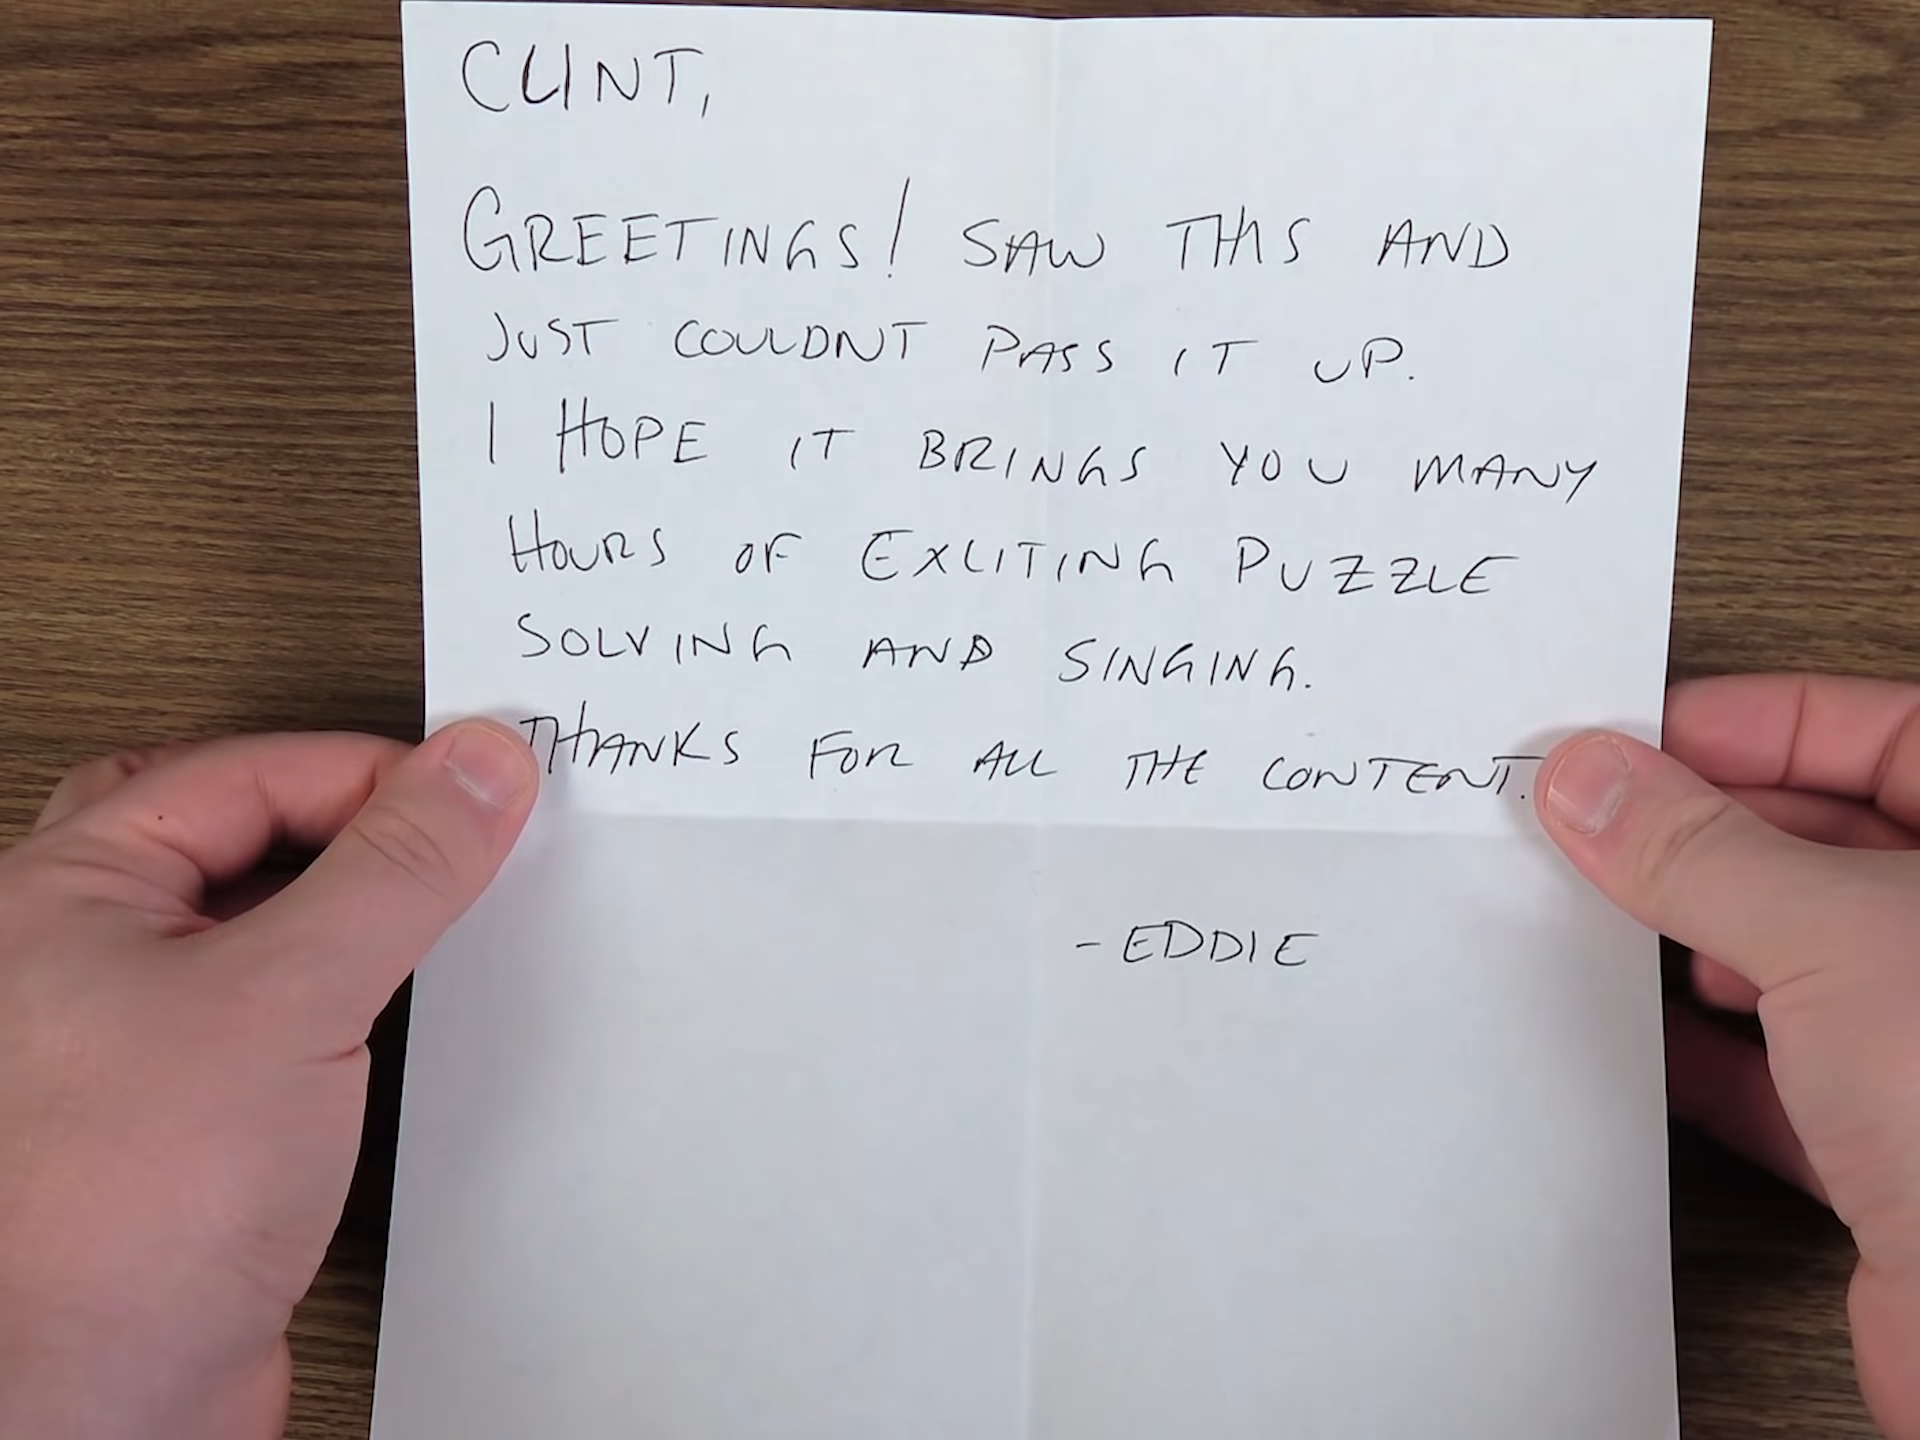 CLINT,
GREETINGS! SAW THIS AND
JUST COULDNT PASS IT UP.
I HOPE IT BRINGS YOU MANY
HOURS OF EXCITING PUZZLE
SOLVING AND SINGING.
THANKS FOR ALL THE CONTENT.
- EDDIE